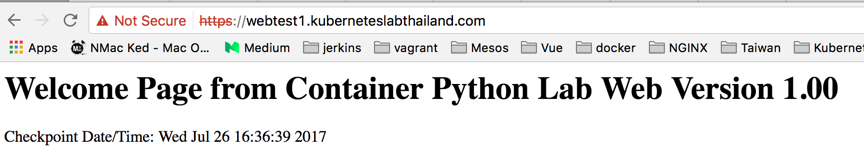 Not Secure https://webtest1.kuberneteslabthailand.com
Apps NMac Ked - Mac O... Medium jerkins vagrant Mesos Vue docker NGINX Taiwan Kubernet
Welcome Page from Container Python Lab Web Version 1.00
Checkpoint Date/Time: Wed Jul 26 16:36:39 2017